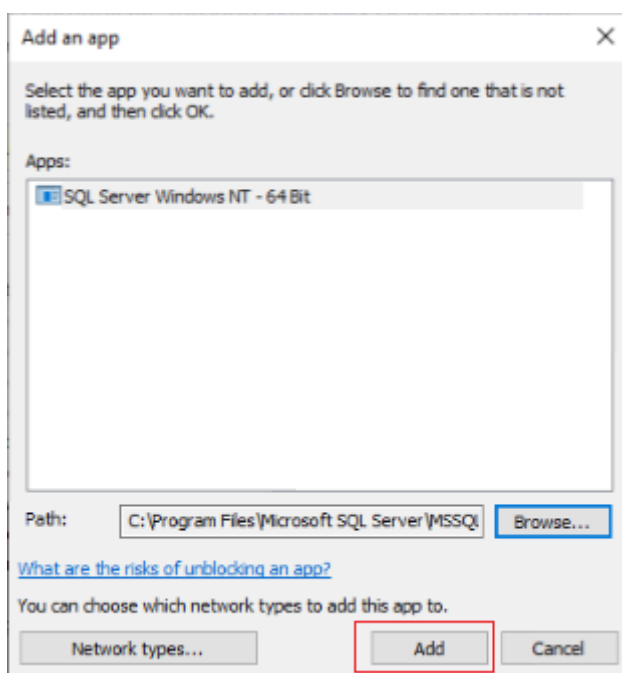 Add an app
Select the app you want to add, or click Browse to find one that is not
listed, and then click OK.
Apps:
SQL Server Windows NT - 64 Bit
Path:
C:\Program Files\Microsoft SQL Server\MSSQL
Browse...
What are the risks of unblocking an app?
You can choose which network types to add this app to.
Network types...
Add
Cancel